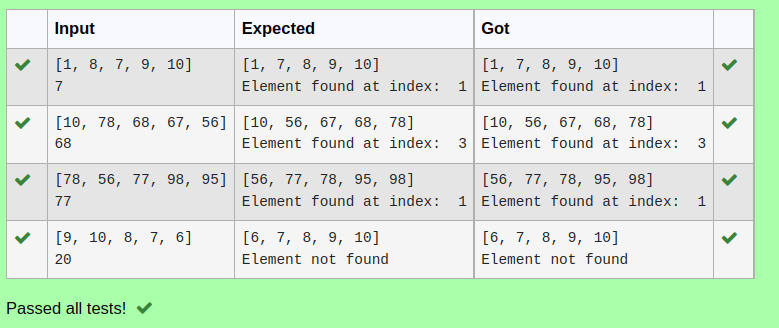 Input Expected Got
[1, 8, 7, 9, 10] [1, 7, 8, 9, 10] [1, 7, 8, 9, 10]
7 Element found at index:  1 Element found at index:  1
[10, 78, 68, 67, 56] [10, 56, 67, 68, 78] [10, 56, 67, 68, 78]
68 Element found at index:  3 Element found at index:  3
[78, 56, 77, 98, 95] [56, 77, 78, 95, 98] [56, 77, 78, 95, 98]
77 Element found at index:  1 Element found at index:  1
[9, 10, 8, 7, 6] [6, 7, 8, 9, 10] [6, 7, 8, 9, 10]
20 Element not found Element not found
Passed all tests!